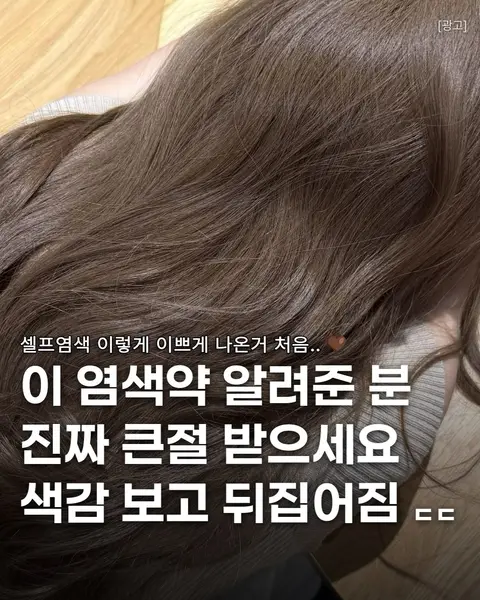 [광고]
셀프염색 이렇게 이쁘게 나온거 처음.. 🤎
이 염색약 알려준 분
진짜 큰절 받으세요
색감 보고 뒤집어짐 ㄷㄷ